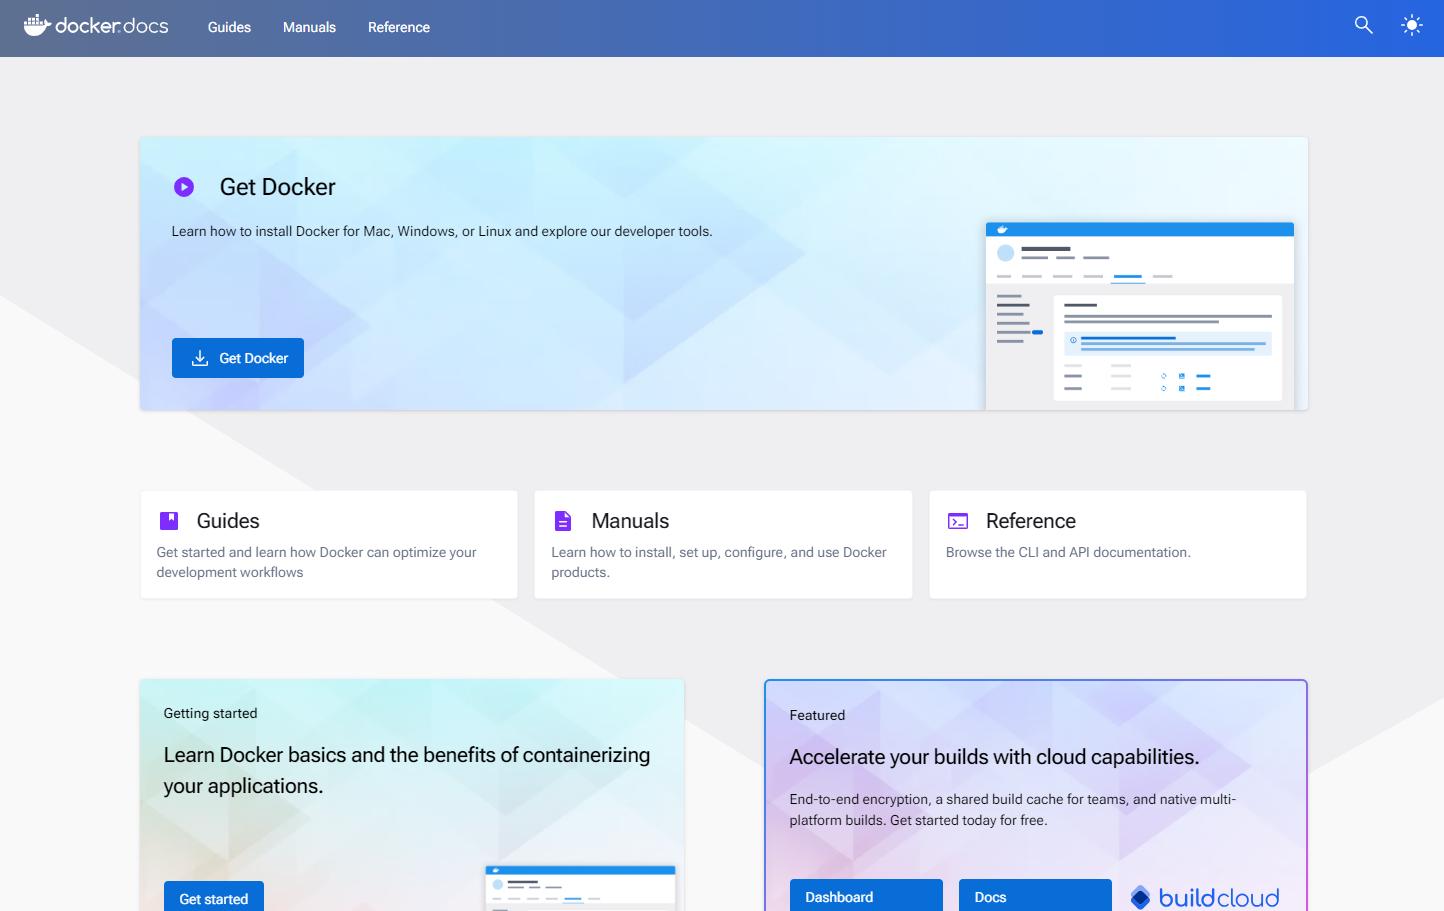 docker.docs
Guides
Manuals
Reference
Get Docker
Learn how to install Docker for Mac, Windows, or Linux and explore our developer tools.
Get Docker
Guides
Get started and learn how Docker can optimize your
development workflows
Manuals
Learn how to install, set up, configure, and use Docker
products.
Reference
Browse the CLI and API documentation.
Getting started
Learn Docker basics and the benefits of containerizing
your applications.
Get started
Featured
Accelerate your builds with cloud capabilities.
End-to-end encryption, a shared build cache for teams, and native multi-
platform builds. Get started today for free.
Dashboard
Docs
buildcloud